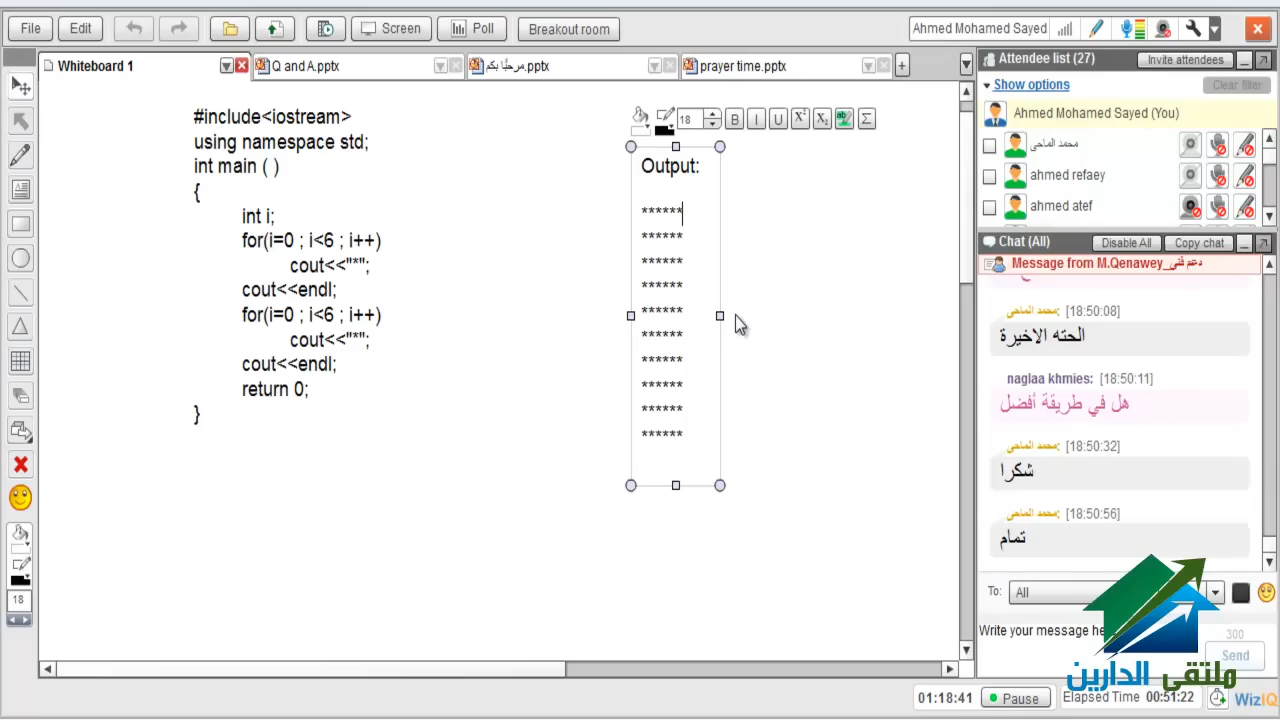 File Edit Screen Poll Breakout room Ahmed Mohamed Sayed
Whiteboard 1 Q and A.pptx مرحبًا بكم.pptx prayer time.pptx
Attendee list (27) Invite attendees
Show options Clear filter
Ahmed Mohamed Sayed (You)
محمد الماحى
ahmed refaey
ahmed atef
Chat (All) Disable All Copy chat
Message from M.Qenawey_دعم فنى
محمد الماحى: [18:50:08]
الحته الاخيرة
naglaa khmies: [18:50:11]
هل في طريقة أفضل
محمد الماحى: [18:50:32]
شكرا
محمد الماحى: [18:50:56]
تمام
To: All
Write your message he
300
Send
ملتقى الدارين
18 B I U X² X₂ Σ
#include<iostream>
using namespace std;
int main ( )
{
int i;
for(i=0 ; i<6 ; i++)
cout<<"*";
cout<<endl;
for(i=0 ; i<6 ; i++)
cout<<"*";
cout<<endl;
return 0;
}
Output:
******
******
******
******
******
******
******
******
******
******
18
01:18:41 Pause Elapsed Time 00:51:22 WizIQ